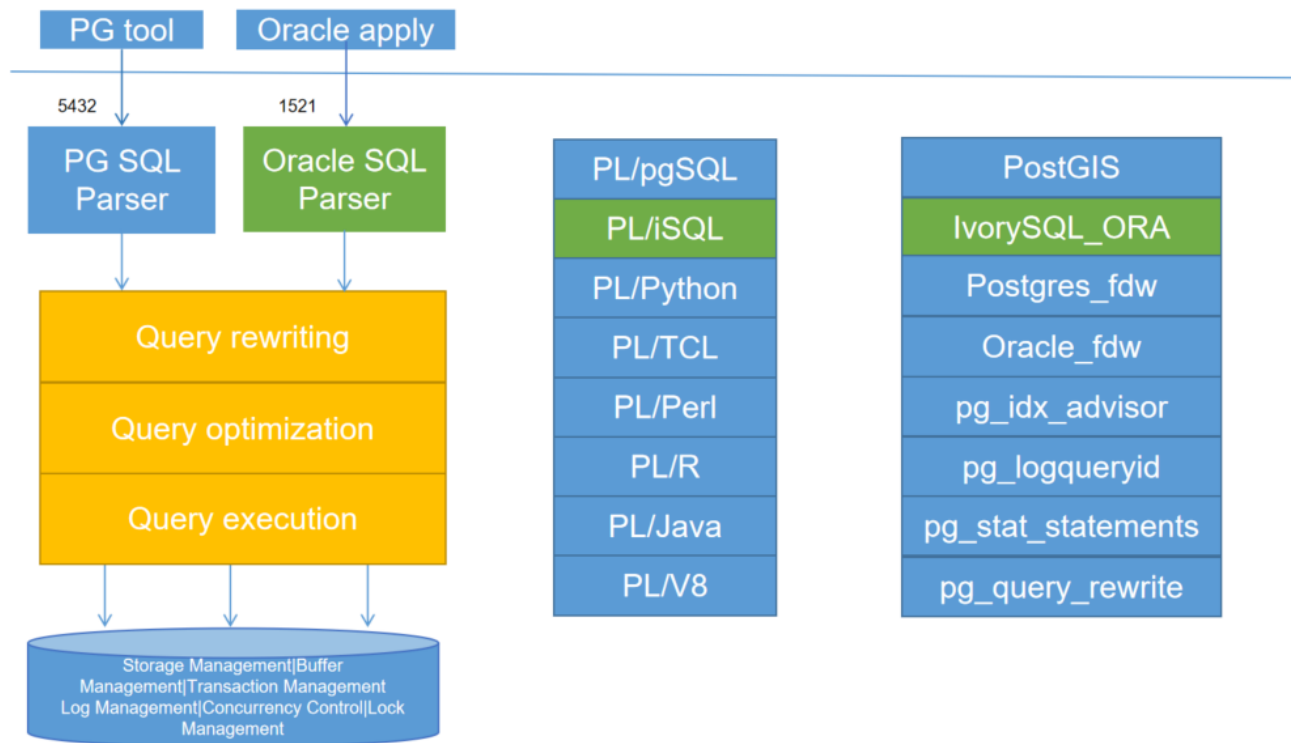 PG tool
Oracle apply
5432
1521
PG SQL
Parser
Oracle SQL
Parser
Query rewriting
Query optimization
Query execution
Storage Management|Buffer
Management|Transaction Management
Log Management|Concurrency Control|Lock
Management
PL/pgSQL
PL/iSQL
PL/Python
PL/TCL
PL/Perl
PL/R
PL/Java
PL/V8
PostGIS
IvorySQL_ORA
Postgres_fdw
Oracle_fdw
pg_idx_advisor
pg_logqueryid
pg_stat_statements
pg_query_rewrite